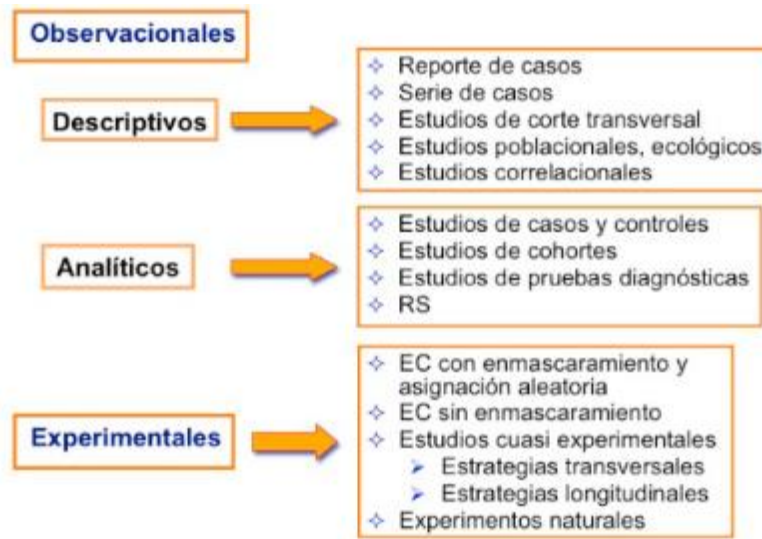 Observacionales
Descriptivos
Reporte de casos
Serie de casos
Estudios de corte transversal
Estudios poblacionales, ecológicos
Estudios correlacionales
Analíticos
Estudios de casos y controles
Estudios de cohortes
Estudios de pruebas diagnósticas
RS
Experimentales
EC con enmascaramiento y
asignación aleatoria
EC sin enmascaramiento
Estudios cuasi experimentales
Estrategias transversales
Estrategias longitudinales
Experimentos naturales